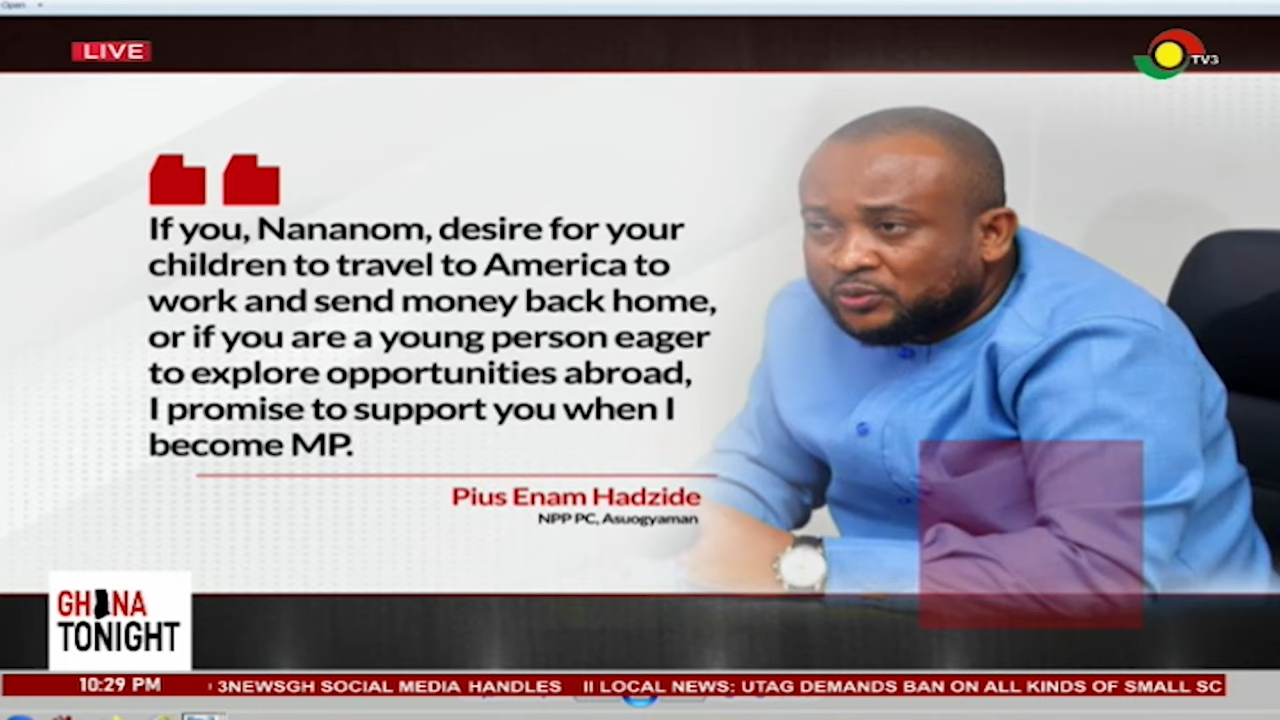 Open
LIVE
TV3
If you, Nananom, desire for your
children to travel to America to
work and send money back home,
or if you are a young person eager
to explore opportunities abroad,
I promise to support you when I
become MP.
Pius Enam Hadzide
NPP PC, Asuogyaman
GHANA
TONIGHT
10:29 PM
3NEWSGH SOCIAL MEDIA HANDLES II LOCAL NEWS: UTAG DEMANDS BAN ON ALL KINDS OF SMALL SC